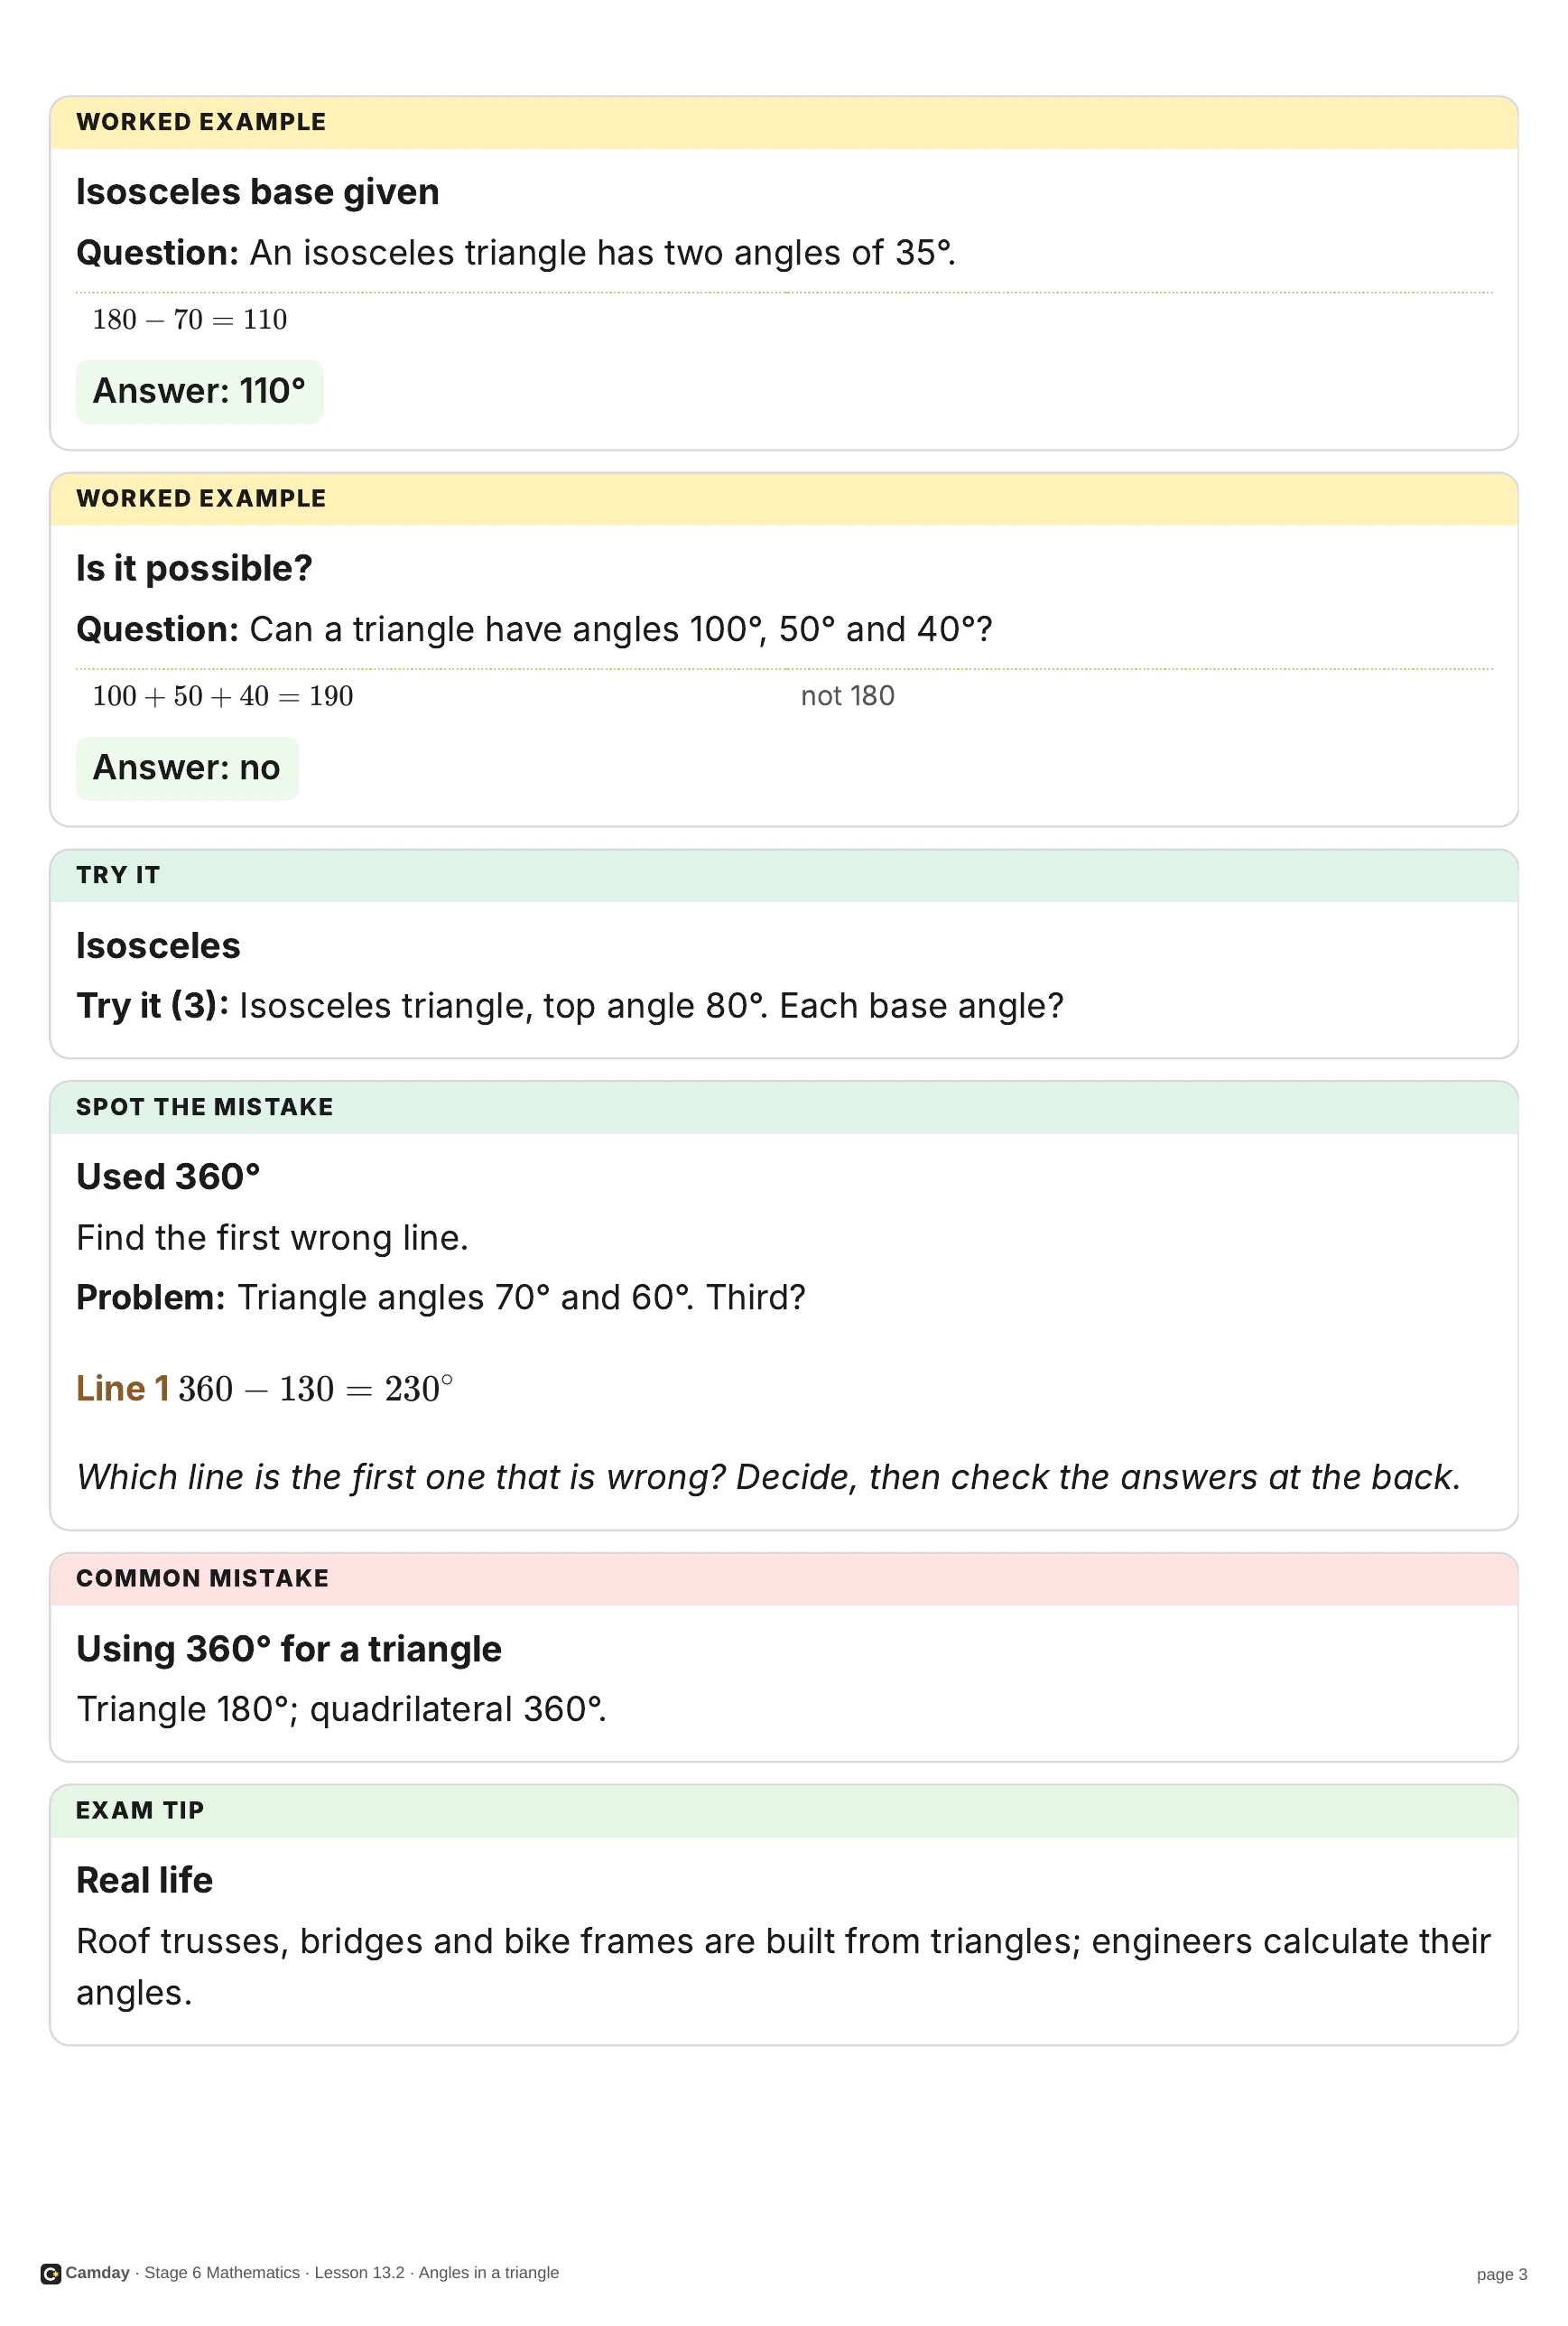 WORKED EXAMPLE
Isosceles base given
Question: An isosceles triangle has two angles of 35°.
180 − 70 = 110
Answer: 110°
WORKED EXAMPLE
Is it possible?
Question: Can a triangle have angles 100°, 50° and 40°?
100 + 50 + 40 = 190 not 180
Answer: no
TRY IT
Isosceles
Try it (3): Isosceles triangle, top angle 80°. Each base angle?
SPOT THE MISTAKE
Used 360°
Find the first wrong line.
Problem: Triangle angles 70° and 60°. Third?
Line 1 360 − 130 = 230°
Which line is the first one that is wrong? Decide, then check the answers at the back.
COMMON MISTAKE
Using 360° for a triangle
Triangle 180°; quadrilateral 360°.
EXAM TIP
Real life
Roof trusses, bridges and bike frames are built from triangles; engineers calculate their
angles.
Camday · Stage 6 Mathematics · Lesson 13.2 · Angles in a triangle
page 3